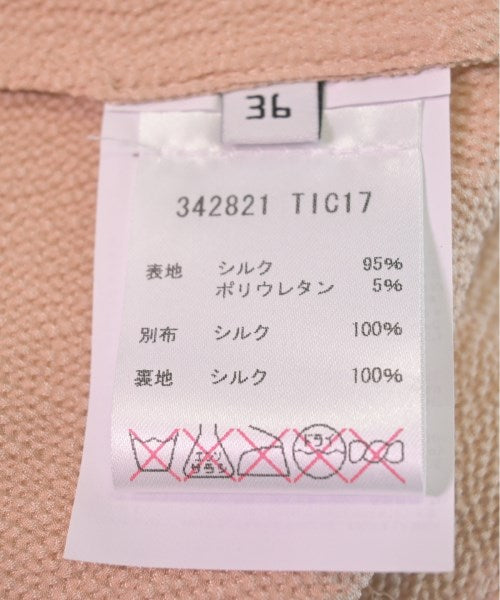 36
342821 TIC17
表地 シルク 95%
ポリウレタン 5%
別布 シルク 100%
裏地 シルク 100%
エンソ サラシ ドライ